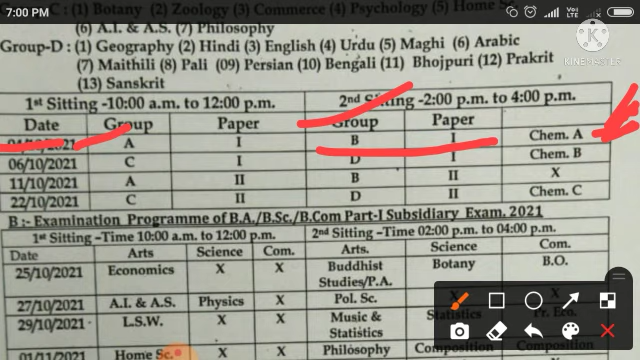 7:00 PM
KINEMASTER
C : (1) Botany (2) Zoology (3) Commerce (4) Psychology (5) Home Sc.
(6) A.I. & A.S. (7) Philosophy
Group-D : (1) Geography (2) Hindi (3) English (4) Urdu (5) Maghi (6) Arabic
(7) Maithili (8) Pali (09) Persian (10) Bengali (11) Bhojpuri (12) Prakrit
(13) Sanskrit
1st Sitting -10:00 a.m. to 12:00 p.m. 2nd Sitting -2:00 p.m. to 4:00 p.m.
Date Group Paper Group Paper
A I B I Chem. A
06/10/2021 C I D I Chem. B
11/10/2021 A II B II X
22/10/2021 C II D II Chem. C
B :- Examination Programme of B.A./B.Sc./B.Com Part-I Subsidiary Exam. 2021
1st Sitting -Time 10:00 a.m. to 12:00 p.m. 2nd Sitting -Time 02:00 p.m. to 04:00 p.m.
Date Arts Science Com. Arts. Science Com.
25/10/2021 Economics X X Buddhist Studies/P.A. Botany B.O.
27/10/2021 A.I. & A.S. Physics X Pol. Sc.
29/10/2021 L.S.W. X X Music & Statistics Statistics Pr. Eco.
01/11/2021 Home Sc. X Philosophy Composition Composition